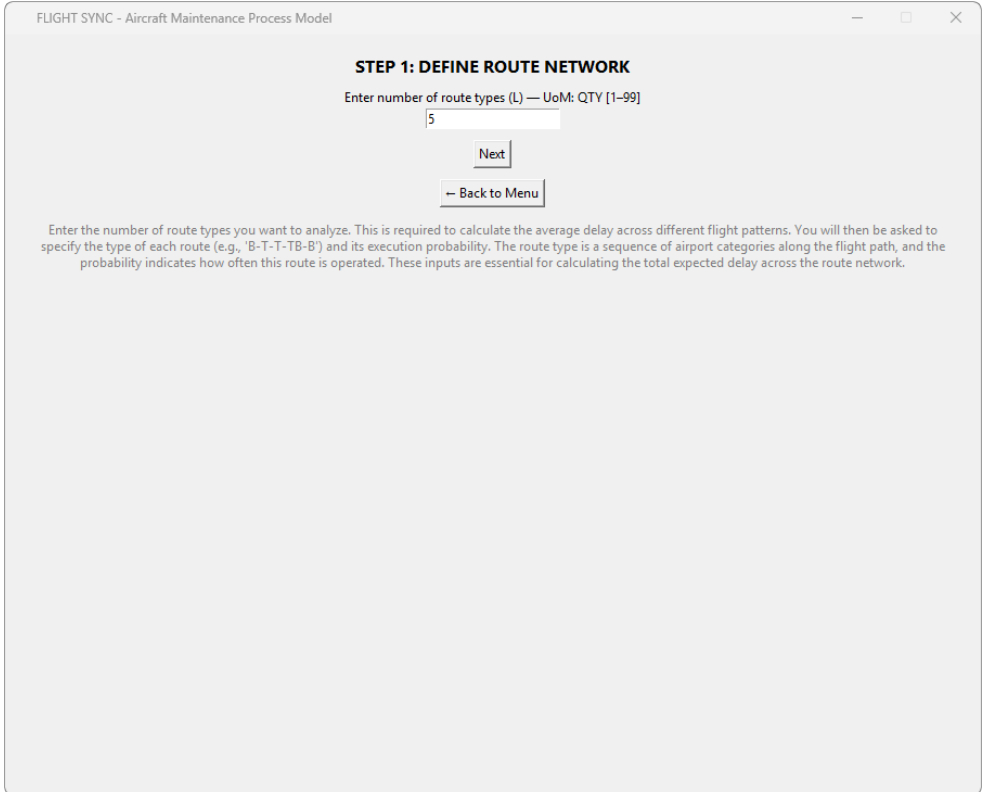 FLIGHT SYNC - Aircraft Maintenance Process Model
STEP 1: DEFINE ROUTE NETWORK
Enter number of route types (L) — UoM: QTY [1–99]
5
Next
← Back to Menu
Enter the number of route types you want to analyze. This is required to calculate the average delay across different flight patterns. You will then be asked to
specify the type of each route (e.g., 'B-T-T-TB-B') and its execution probability. The route type is a sequence of airport categories along the flight path, and the
probability indicates how often this route is operated. These inputs are essential for calculating the total expected delay across the route network.